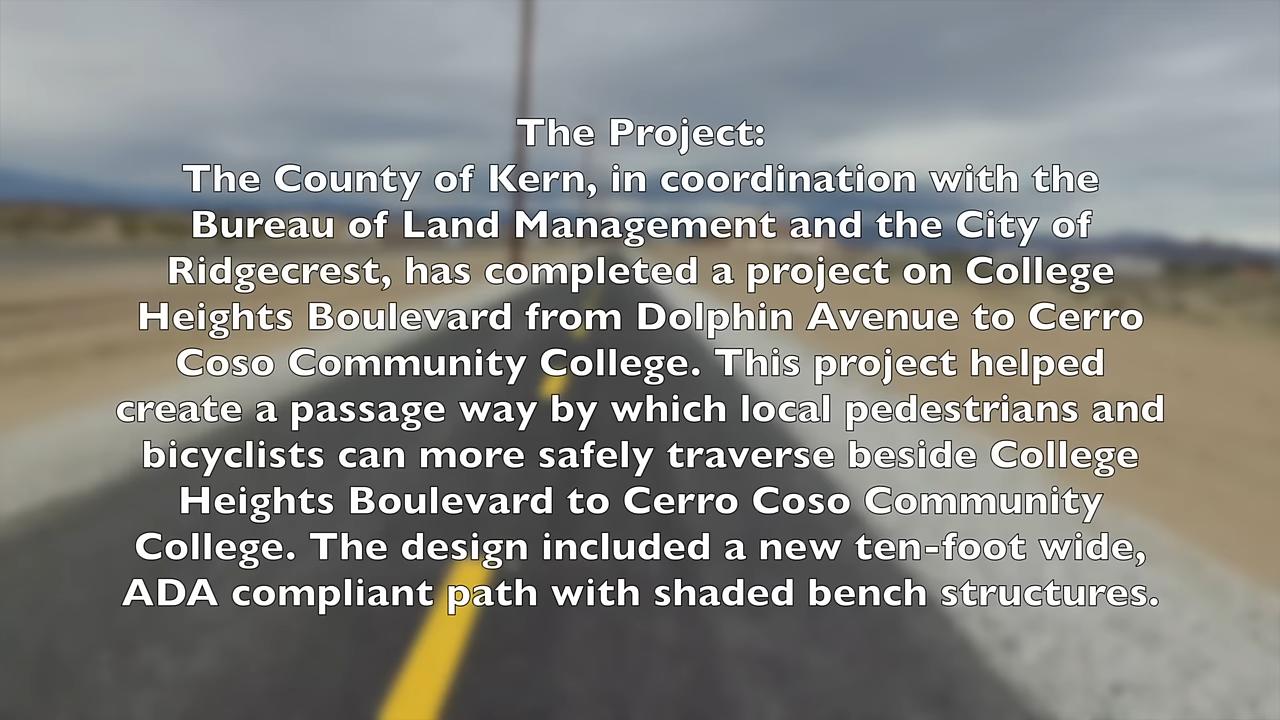 The Project:
The County of Kern, in coordination with the
Bureau of Land Management and the City of
Ridgecrest, has completed a project on College
Heights Boulevard from Dolphin Avenue to Cerro
Coso Community College. This project helped
create a passage way by which local pedestrians and
bicyclists can more safely traverse beside College
Heights Boulevard to Cerro Coso Community
College. The design included a new ten-foot wide,
ADA compliant path with shaded bench structures.